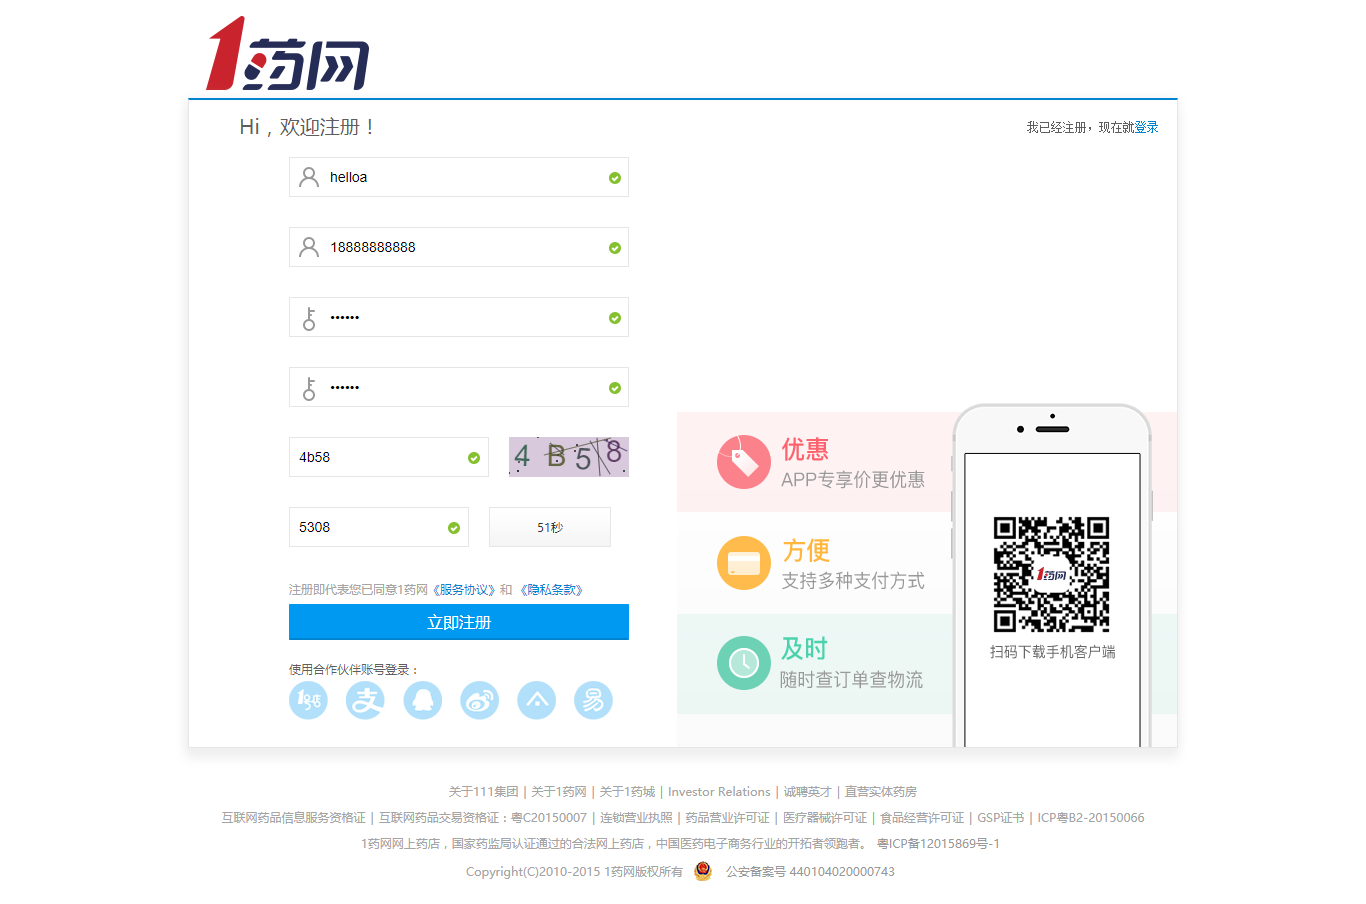 1药网
Hi，欢迎注册！
我已经注册，现在就登录
helloa
18888888888
••••••
••••••
4b58
4 B 5 8
5308
51秒
注册即代表您已同意1药网《服务协议》和 《隐私条款》
立即注册
使用合作伙伴账号登录：
1号店
支
易
优惠
APP专享价更优惠
方便
支持多种支付方式
及时
随时查订单查物流
1药网
扫码下载手机客户端
关于111集团 | 关于1药网 | 关于1药城 | Investor Relations | 诚聘英才 | 直营实体药房
互联网药品信息服务资格证 | 互联网药品交易资格证：粤C20150007 | 连锁营业执照 | 药品营业许可证 | 医疗器械许可证 | 食品经营许可证 | GSP证书 | ICP粤B2-20150066
1药网网上药店，国家药监局认证通过的合法网上药店，中国医药电子商务行业的开拓者领跑者。 粤ICP备12015869号-1
Copyright(C)2010-2015 1药网版权所有 公安备案号 440104020000743